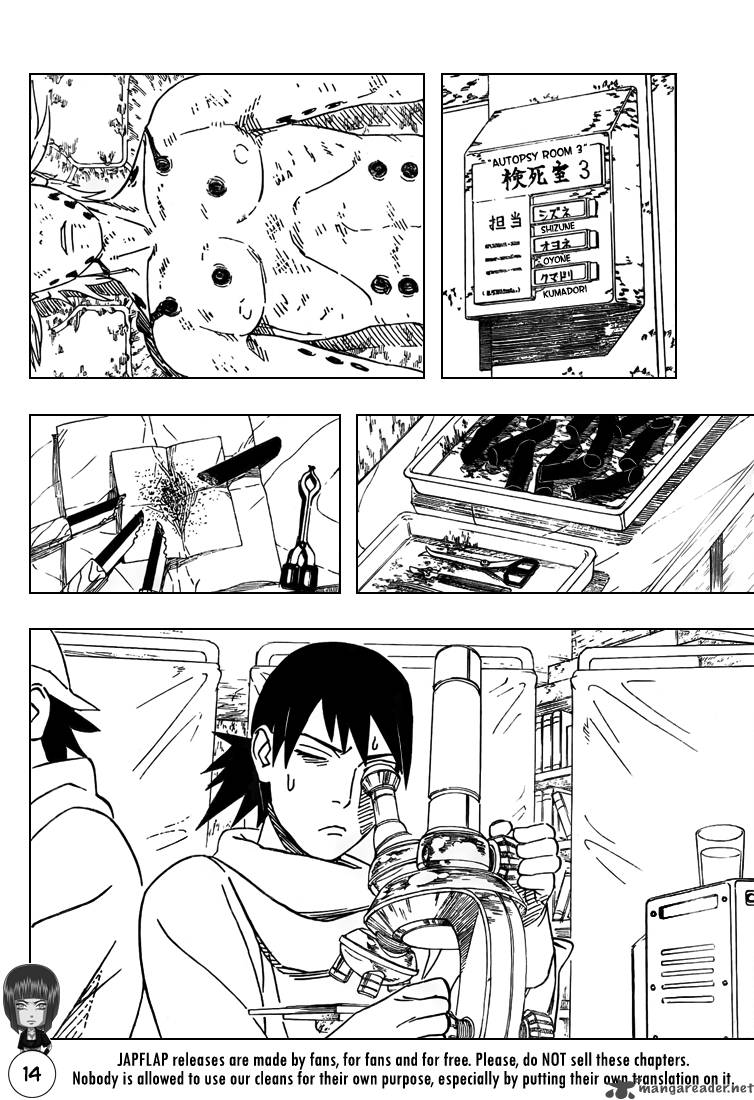 "AUTOPSY ROOM 3"
検死室 3
担当
シズネ
SHIZUNE
オヨネ
OYONE
クマドリ
KUMADORI
14
JAPFLAP releases are made by fans, for fans and for free. Please, do NOT sell these chapters.
Nobody is allowed to use our cleans for their own purpose, especially by putting their own translation on it.
mangareader.net